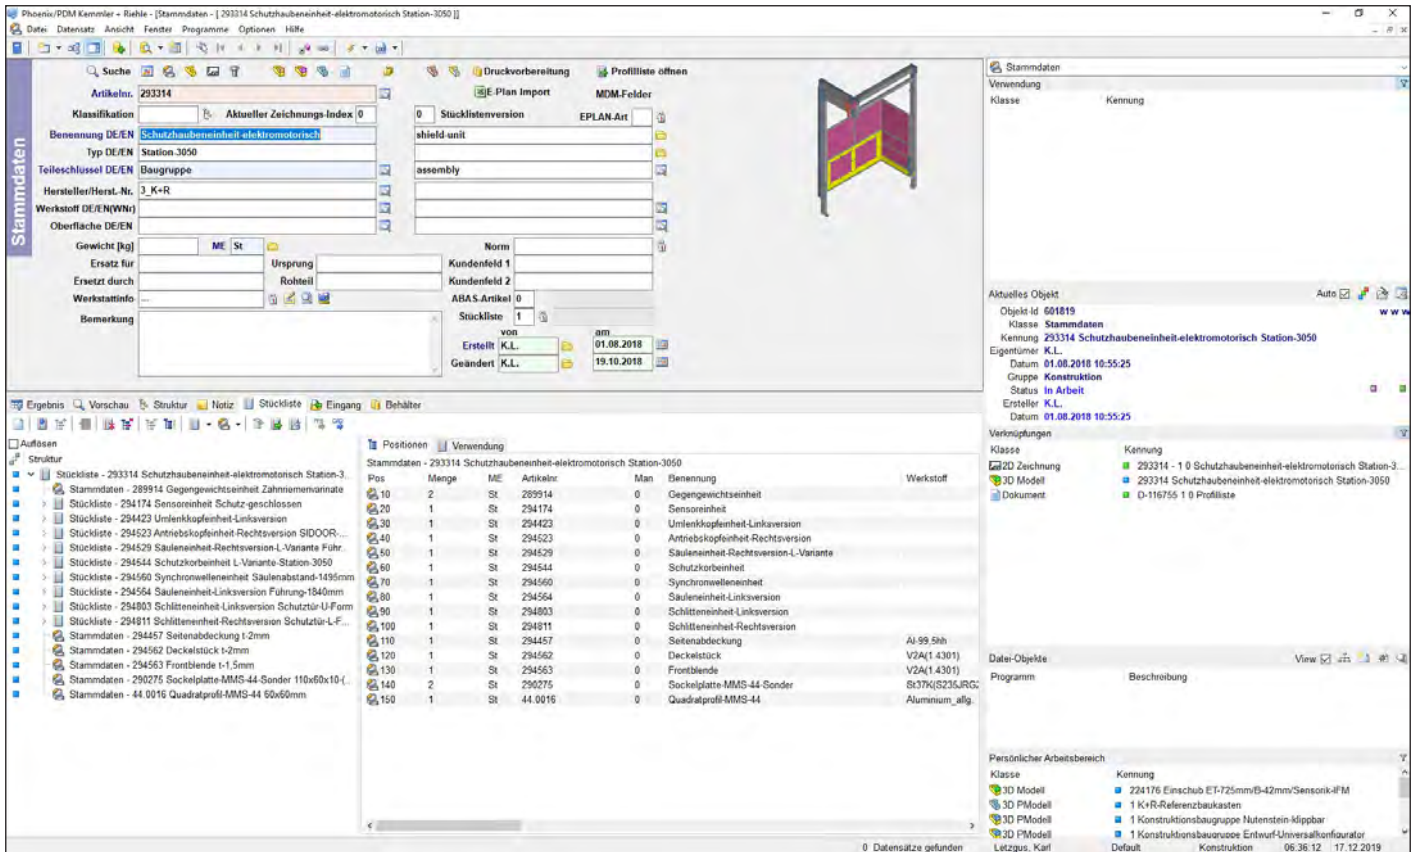 Phoenix/PDM Kemmler + Riehle - [Stammdaten - [ 293314 Schutzhaubeneinheit-elektromotorisch Station-3050 ]]
Datei Datensatz Ansicht Fenster Programme Optionen Hilfe
Stammdaten
Suche Druckvorbereitung Profilliste öffnen
Artikelnr. 293314 E-Plan Import MDM-Felder
Klassifikation Aktueller Zeichnungs-Index 0 0 Stücklistenversion EPLAN-Art
Benennung DE/EN Schutzhaubeneinheit-elektromotorisch shield-unit
Typ DE/EN Station-3050
Teileschlüssel DE/EN Baugruppe assembly
Hersteller/Herst.-Nr. 3_K+R
Werkstoff DE/EN(WNr)
Oberfläche DE/EN
Gewicht [kg] ME St Norm
Ersatz für Ursprung Kundenfeld 1
Ersetzt durch Rohteil Kundenfeld 2
Werkstattinfo ... ABAS-Artikel 0
Bemerkung Stückliste 1
von am
Erstellt K.L. 01.08.2018
Geändert K.L. 19.10.2018
Ergebnis Vorschau Struktur Notiz Stückliste Eingang Behälter
Auflösen
Struktur
Stückliste - 293314 Schutzhaubeneinheit-elektromotorisch Station-3...
Stammdaten - 289914 Gegengewichtseinheit Zahnriemenvarinate
Stückliste - 294174 Sensoreinheit Schutz-geschlossen
Stückliste - 294423 Umlenkkopfeinheit-Linksversion
Stückliste - 294523 Antriebskopfeinheit-Rechtsversion SIDOOR-...
Stückliste - 294529 Säuleneinheit-Rechtsversion-L-Variante Führ...
Stückliste - 294544 Schutzkorbeinheit L-Variante-Station-3050
Stückliste - 294560 Synchronwelleneinheit Säulenabstand-1495mm
Stückliste - 294564 Säuleneinheit-Linksversion Führung-1840mm
Stückliste - 294803 Schlitteneinheit-Linksversion Schutztür-U-Form
Stückliste - 294811 Schlitteneinheit-Rechtsversion Schutztür-L-F...
Stammdaten - 294457 Seitenabdeckung t-2mm
Stammdaten - 294562 Deckelstück t-2mm
Stammdaten - 294563 Frontblende t-1,5mm
Stammdaten - 290275 Sockelplatte-MMS-44-Sonder 110x60x10-(...
Stammdaten - 44.0016 Quadratprofil-MMS-44 60x60mm
Positionen Verwendung
Stammdaten - 293314 Schutzhaubeneinheit-elektromotorisch Station-3050
Pos Menge ME Artikelnr Man Benennung Werkstoff
10 2 St 289914 0 Gegengewichtseinheit
20 1 St 294174 0 Sensoreinheit
30 1 St 294423 0 Umlenkkopfeinheit-Linksversion
40 1 St 294523 0 Antriebskopfeinheit-Rechtsversion
50 1 St 294529 0 Säuleneinheit-Rechtsversion-L-Variante
60 1 St 294544 0 Schutzkorbeinheit
70 1 St 294560 0 Synchronwelleneinheit
80 1 St 294564 0 Säuleneinheit-Linksversion
90 1 St 294803 0 Schlitteneinheit-Linksversion
100 1 St 294811 0 Schlitteneinheit-Rechtsversion
110 1 St 294457 0 Seitenabdeckung Al-99,5hh
120 1 St 294562 0 Deckelstück V2A(1.4301)
130 1 St 294563 0 Frontblende V2A(1.4301)
140 2 St 290275 0 Sockelplatte-MMS-44-Sonder St37K(S235JRG2
150 1 St 44.0016 0 Quadratprofil-MMS-44 Aluminium_allg.
Stammdaten
Verwendung
Klasse Kennung
Aktuelles Objekt Auto
Objekt-Id 601819 w w w
Klasse Stammdaten
Kennung 293314 Schutzhaubeneinheit-elektromotorisch Station-3050
Eigentümer K.L.
Datum 01.08.2018 10:55:25
Gruppe Konstruktion
Status In Arbeit
Ersteller K.L.
Datum 01.08.2018 10:55:25
Verknüpfungen
Klasse Kennung
2D Zeichnung 293314 - 1 0 Schutzhaubeneinheit-elektromotorisch Station-3...
3D Modell 293314 Schutzhaubeneinheit-elektromotorisch Station-3050
Dokument D-116755 1 0 Profilliste
Datei-Objekte View
Programm Beschreibung
Persönlicher Arbeitsbereich
Klasse Kennung
3D Modell 224176 Einschub ET-725mm/B-42mm/Sensorik-IFM
3D PModell 1 K+R-Referenzbaukasten
3D PModell 1 Konstruktionsbaugruppe Nutenstein-klippbar
3D PModell 1 Konstruktionsbaugruppe Entwurf-Universalkonfigurator
0 Datensätze gefunden Letzgus, Karl Default Konstruktion 06:36:12 17.12.2019